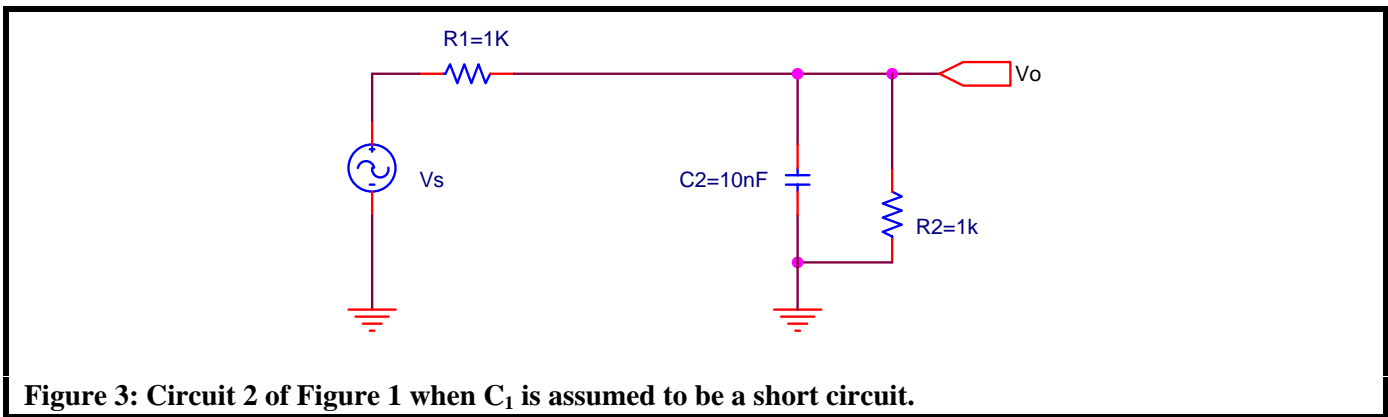 R1=1K
Vo
Vs
C2=10nF
R2=1k
Figure 3: Circuit 2 of Figure 1 when C₁ is assumed to be a short circuit.